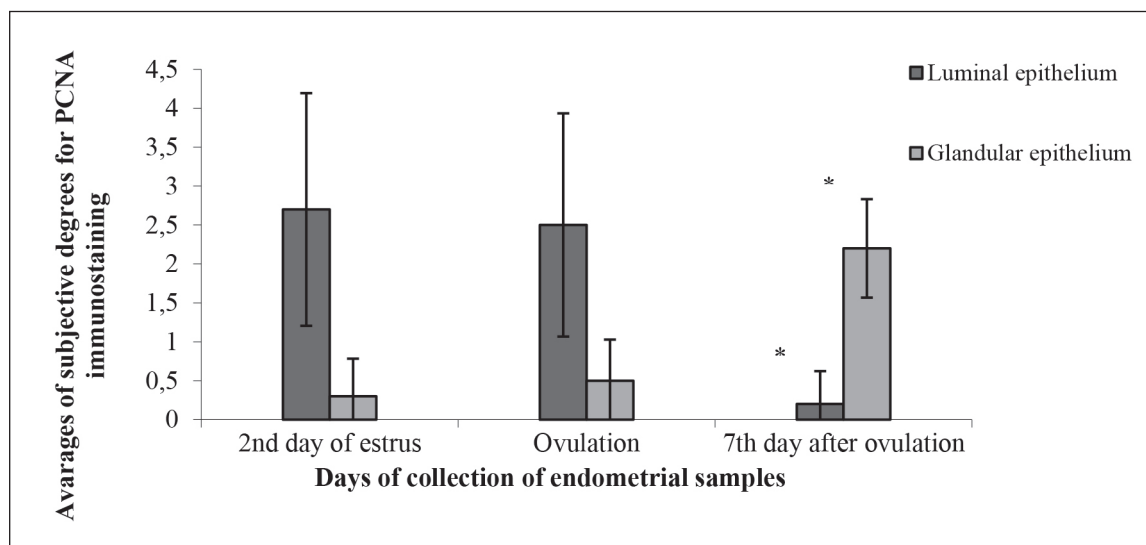 Avarages of subjective degrees for PCNA
immunostaining
4,5
4
3,5
3
2,5
2
1,5
1
0,5
0
Luminal epithelium
Glandular epithelium
*
*
2nd day of estrus
Ovulation
7th day after ovulation
Days of collection of endometrial samples